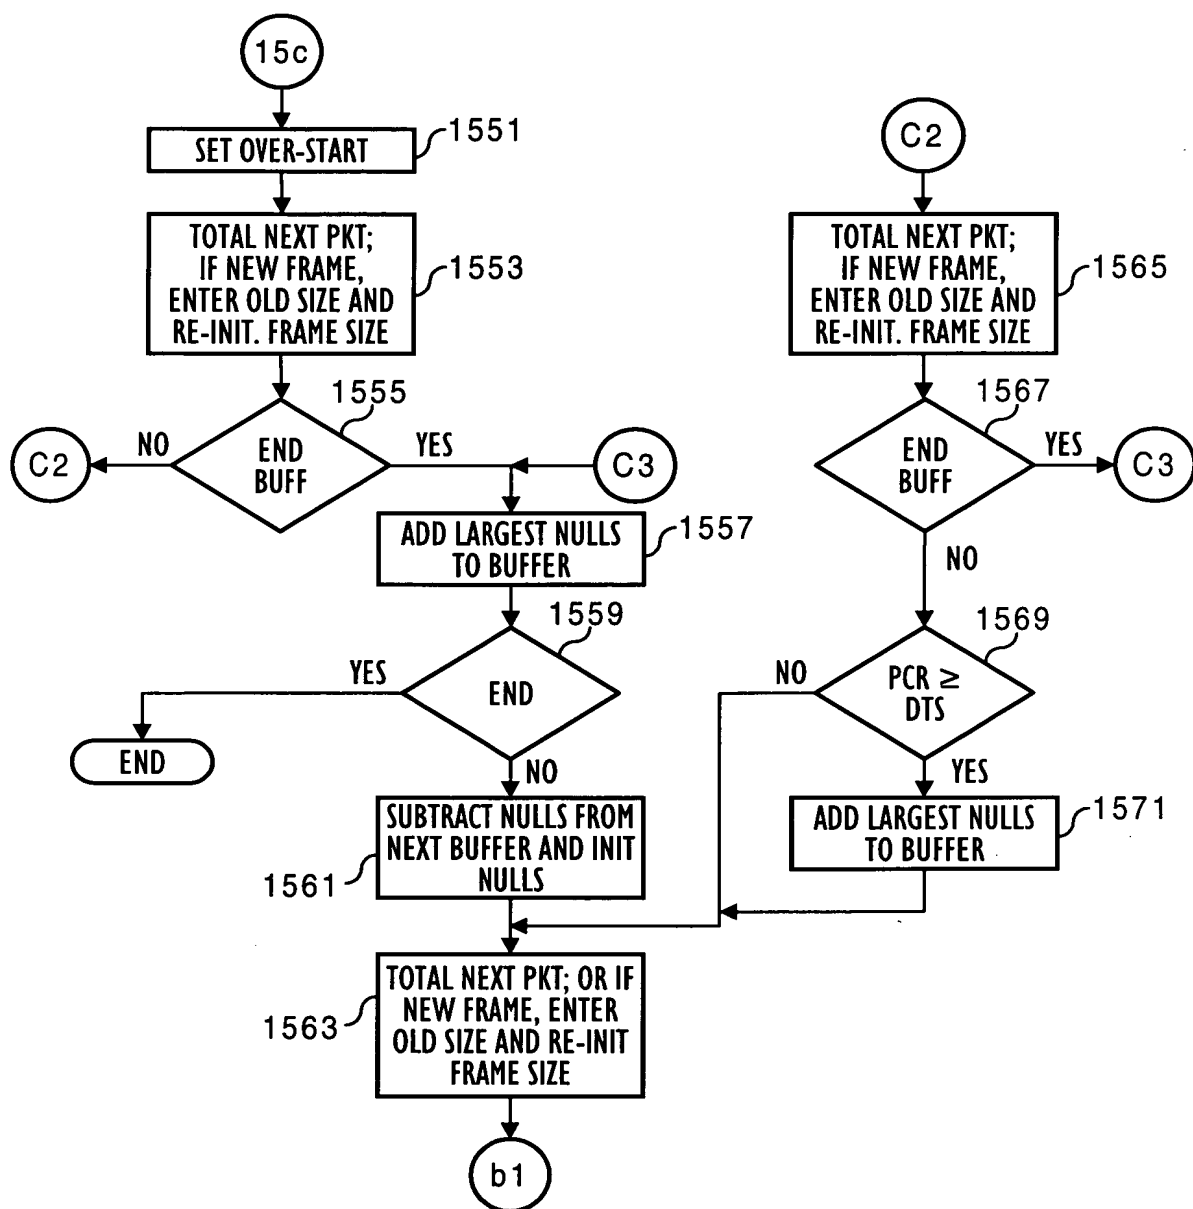 15c
SET OVER-START
1551
TOTAL NEXT PKT;
IF NEW FRAME,
ENTER OLD SIZE AND
RE-INIT. FRAME SIZE
1553
1555
END
BUFF
NO
C2
YES
C3
ADD LARGEST NULLS
TO BUFFER
1557
1559
END
YES
END
NO
SUBTRACT NULLS FROM
NEXT BUFFER AND INIT
NULLS
1561
TOTAL NEXT PKT; OR IF
NEW FRAME, ENTER
OLD SIZE AND RE-INIT
FRAME SIZE
1563
b1
C2
TOTAL NEXT PKT;
IF NEW FRAME,
ENTER OLD SIZE AND
RE-INIT. FRAME SIZE
1565
1567
END
BUFF
YES
C3
NO
1569
PCR ≥
DTS
NO
YES
ADD LARGEST NULLS
TO BUFFER
1571